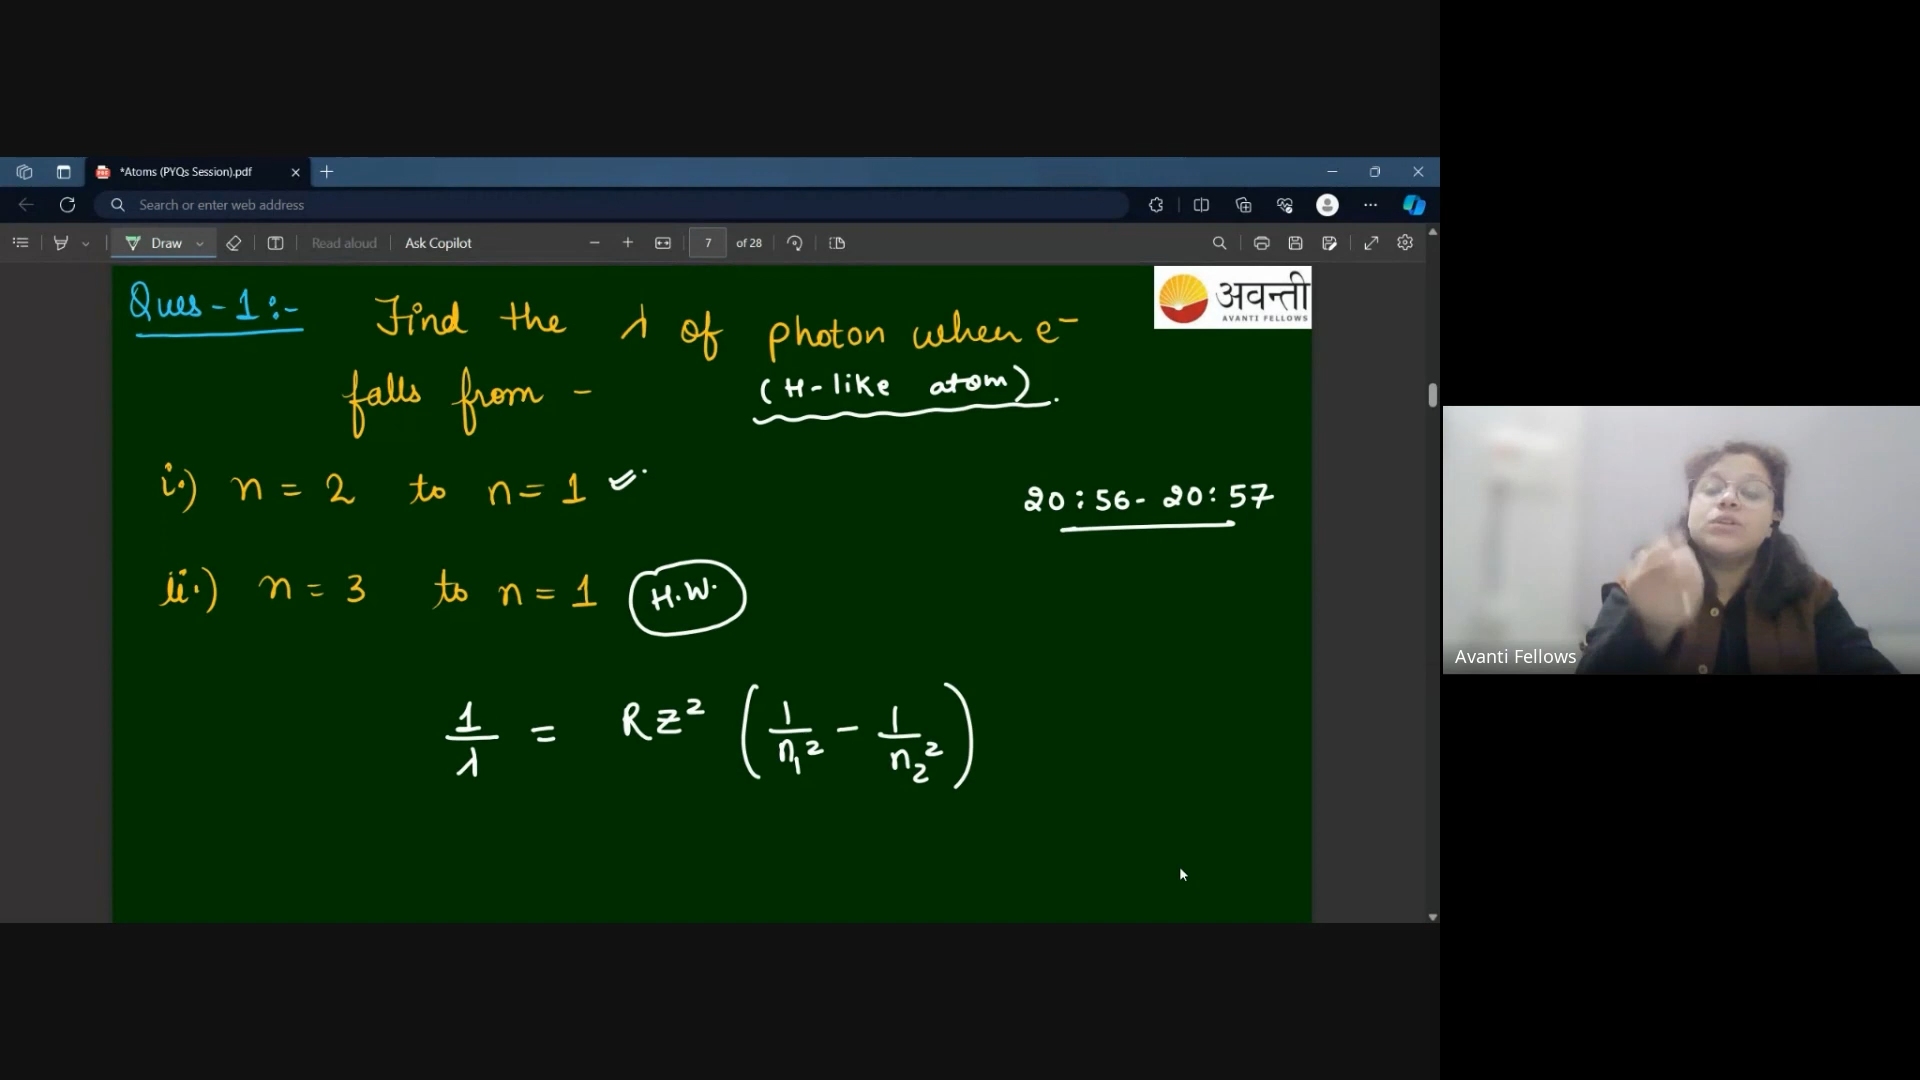 *Atoms (PYQs Session).pdf
Search or enter web address
Draw
Read aloud
Ask Copilot
7 of 28
Ques-1:-
Find the λ of photon when e⁻
falls from -
(H-like atom).
अवन्ती
AVANTI FELLOWS
i.) n = 2 to n = 1
20:56 - 20:57
ii.) n = 3 to n = 1 H.W.
1/λ = RZ² (1/n₁² - 1/n₂²)
Avanti Fellows